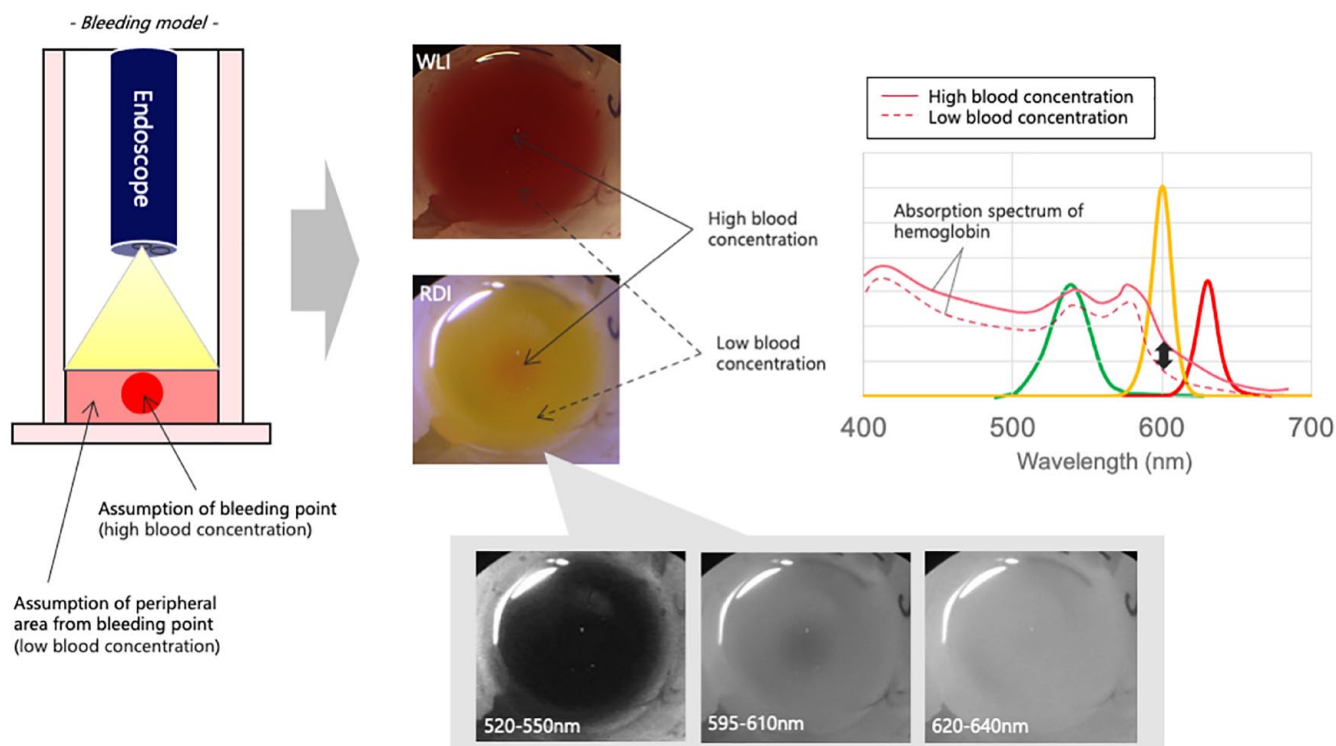 - Bleeding model -
Endoscope
Assumption of bleeding point
(high blood concentration)
Assumption of peripheral
area from bleeding point
(low blood concentration)
WLI
RDI
High blood
concentration
Low blood
concentration
High blood concentration
Low blood concentration
Absorption spectrum of
hemoglobin
400
500
600
700
Wavelength (nm)
520-550nm
595-610nm
620-640nm